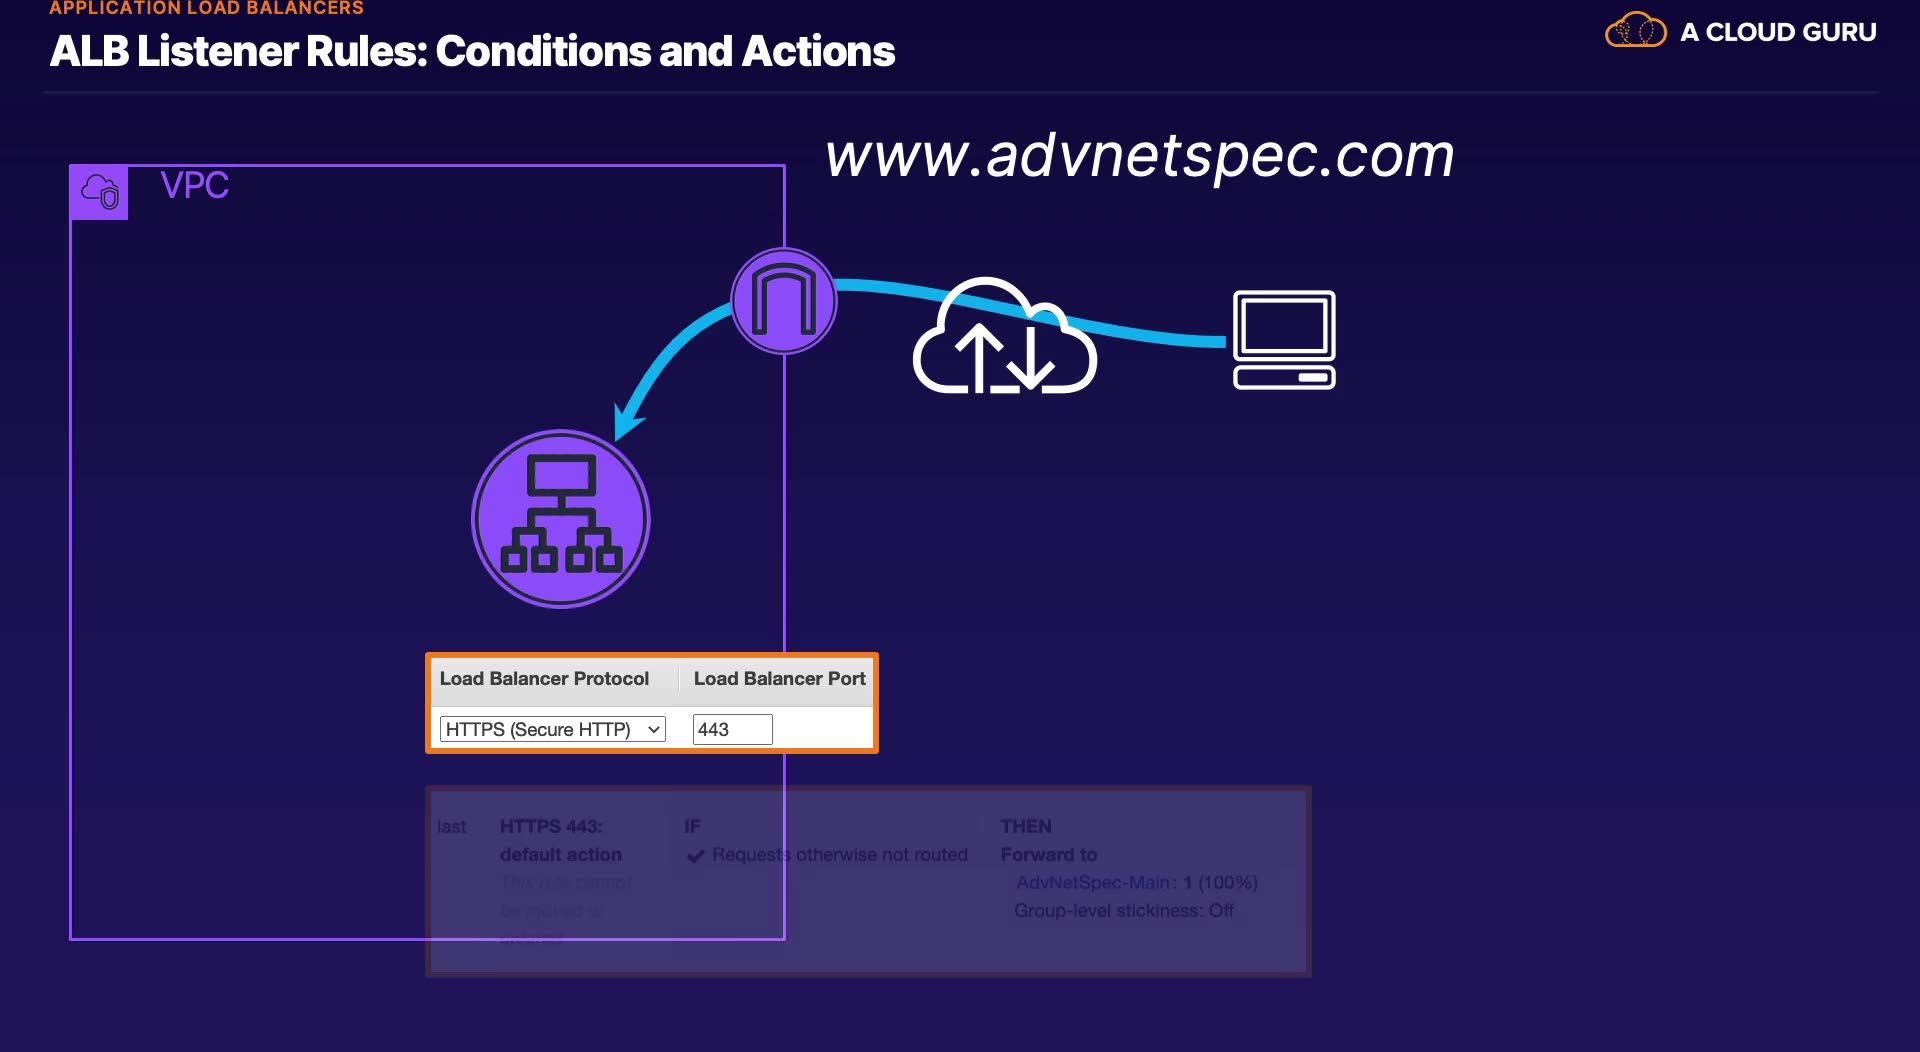 APPLICATION LOAD BALANCERS
ALB Listener Rules: Conditions and Actions
A CLOUD GURU
www.advnetspec.com
VPC
Load Balancer Protocol Load Balancer Port
HTTPS (Secure HTTP) 443
last HTTPS 443: IF THEN
default action Requests otherwise not routed Forward to
This rule cannot AdvNetSpec-Main: 1 (100%)
be moved or Group-level stickiness: Off
deleted